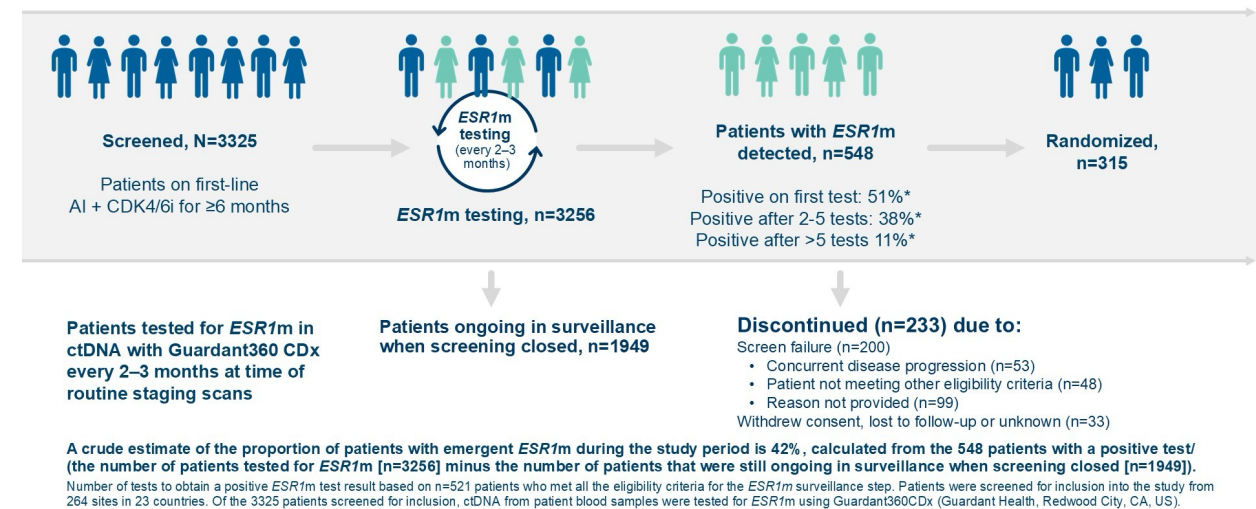 Screened, N=3325
Patients on first-line
AI + CDK4/6i for ≥6 months
ESR1m
testing
(every 2–3
months)
ESR1m testing, n=3256
Patients with ESR1m
detected, n=548
Positive on first test: 51%*
Positive after 2-5 tests: 38%*
Positive after >5 tests 11%*
Randomized,
n=315
Patients tested for ESR1m in
ctDNA with Guardant360 CDx
every 2–3 months at time of
routine staging scans
Patients ongoing in surveillance
when screening closed, n=1949
Discontinued (n=233) due to:
Screen failure (n=200)
• Concurrent disease progression (n=53)
• Patient not meeting other eligibility criteria (n=48)
• Reason not provided (n=99)
Withdrew consent, lost to follow-up or unknown (n=33)
A crude estimate of the proportion of patients with emergent ESR1m during the study period is 42%, calculated from the 548 patients with a positive test/
(the number of patients tested for ESR1m [n=3256] minus the number of patients that were still ongoing in surveillance when screening closed [n=1949]).
Number of tests to obtain a positive ESR1m test result based on n=521 patients who met all the eligibility criteria for the ESR1m surveillance step. Patients were screened for inclusion into the study from
264 sites in 23 countries. Of the 3325 patients screened for inclusion, ctDNA from patient blood samples were tested for ESR1m using Guardant360CDx (Guardant Health, Redwood City, CA, US).